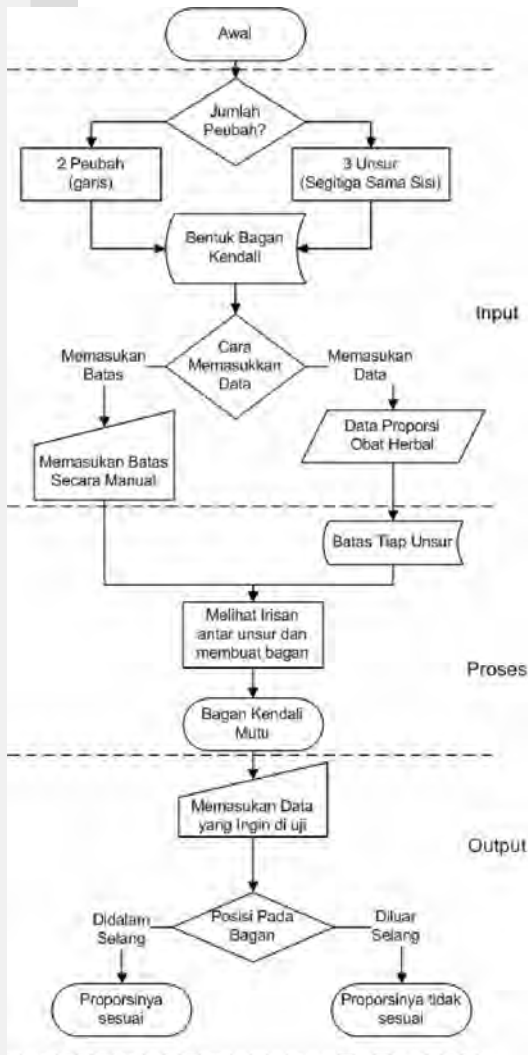 Awal
Jumlah
Peubah?
2 Peubah
(garis)
3 Unsur
(Segitiga Sama Sisi)
Bentuk Bagan
Kendali
Input
Cara
Memasukkan
Data
Memasukan
Batas
Memasukan
Data
Memasukan Batas
Secara Manual
Data Proporsi
Obat Herbal
Batas Tiap Unsur
Melihat Irisan
antar unsur dan
membuat bagan
Proses
Bagan Kendali
Mutu
Memasukan Data
yang Ingin di uji
Output
Posisi Pada
Bagan
Didalam
Selang
Diluar
Selang
Proporsinya
sesuai
Proporsinya tidak
sesuai